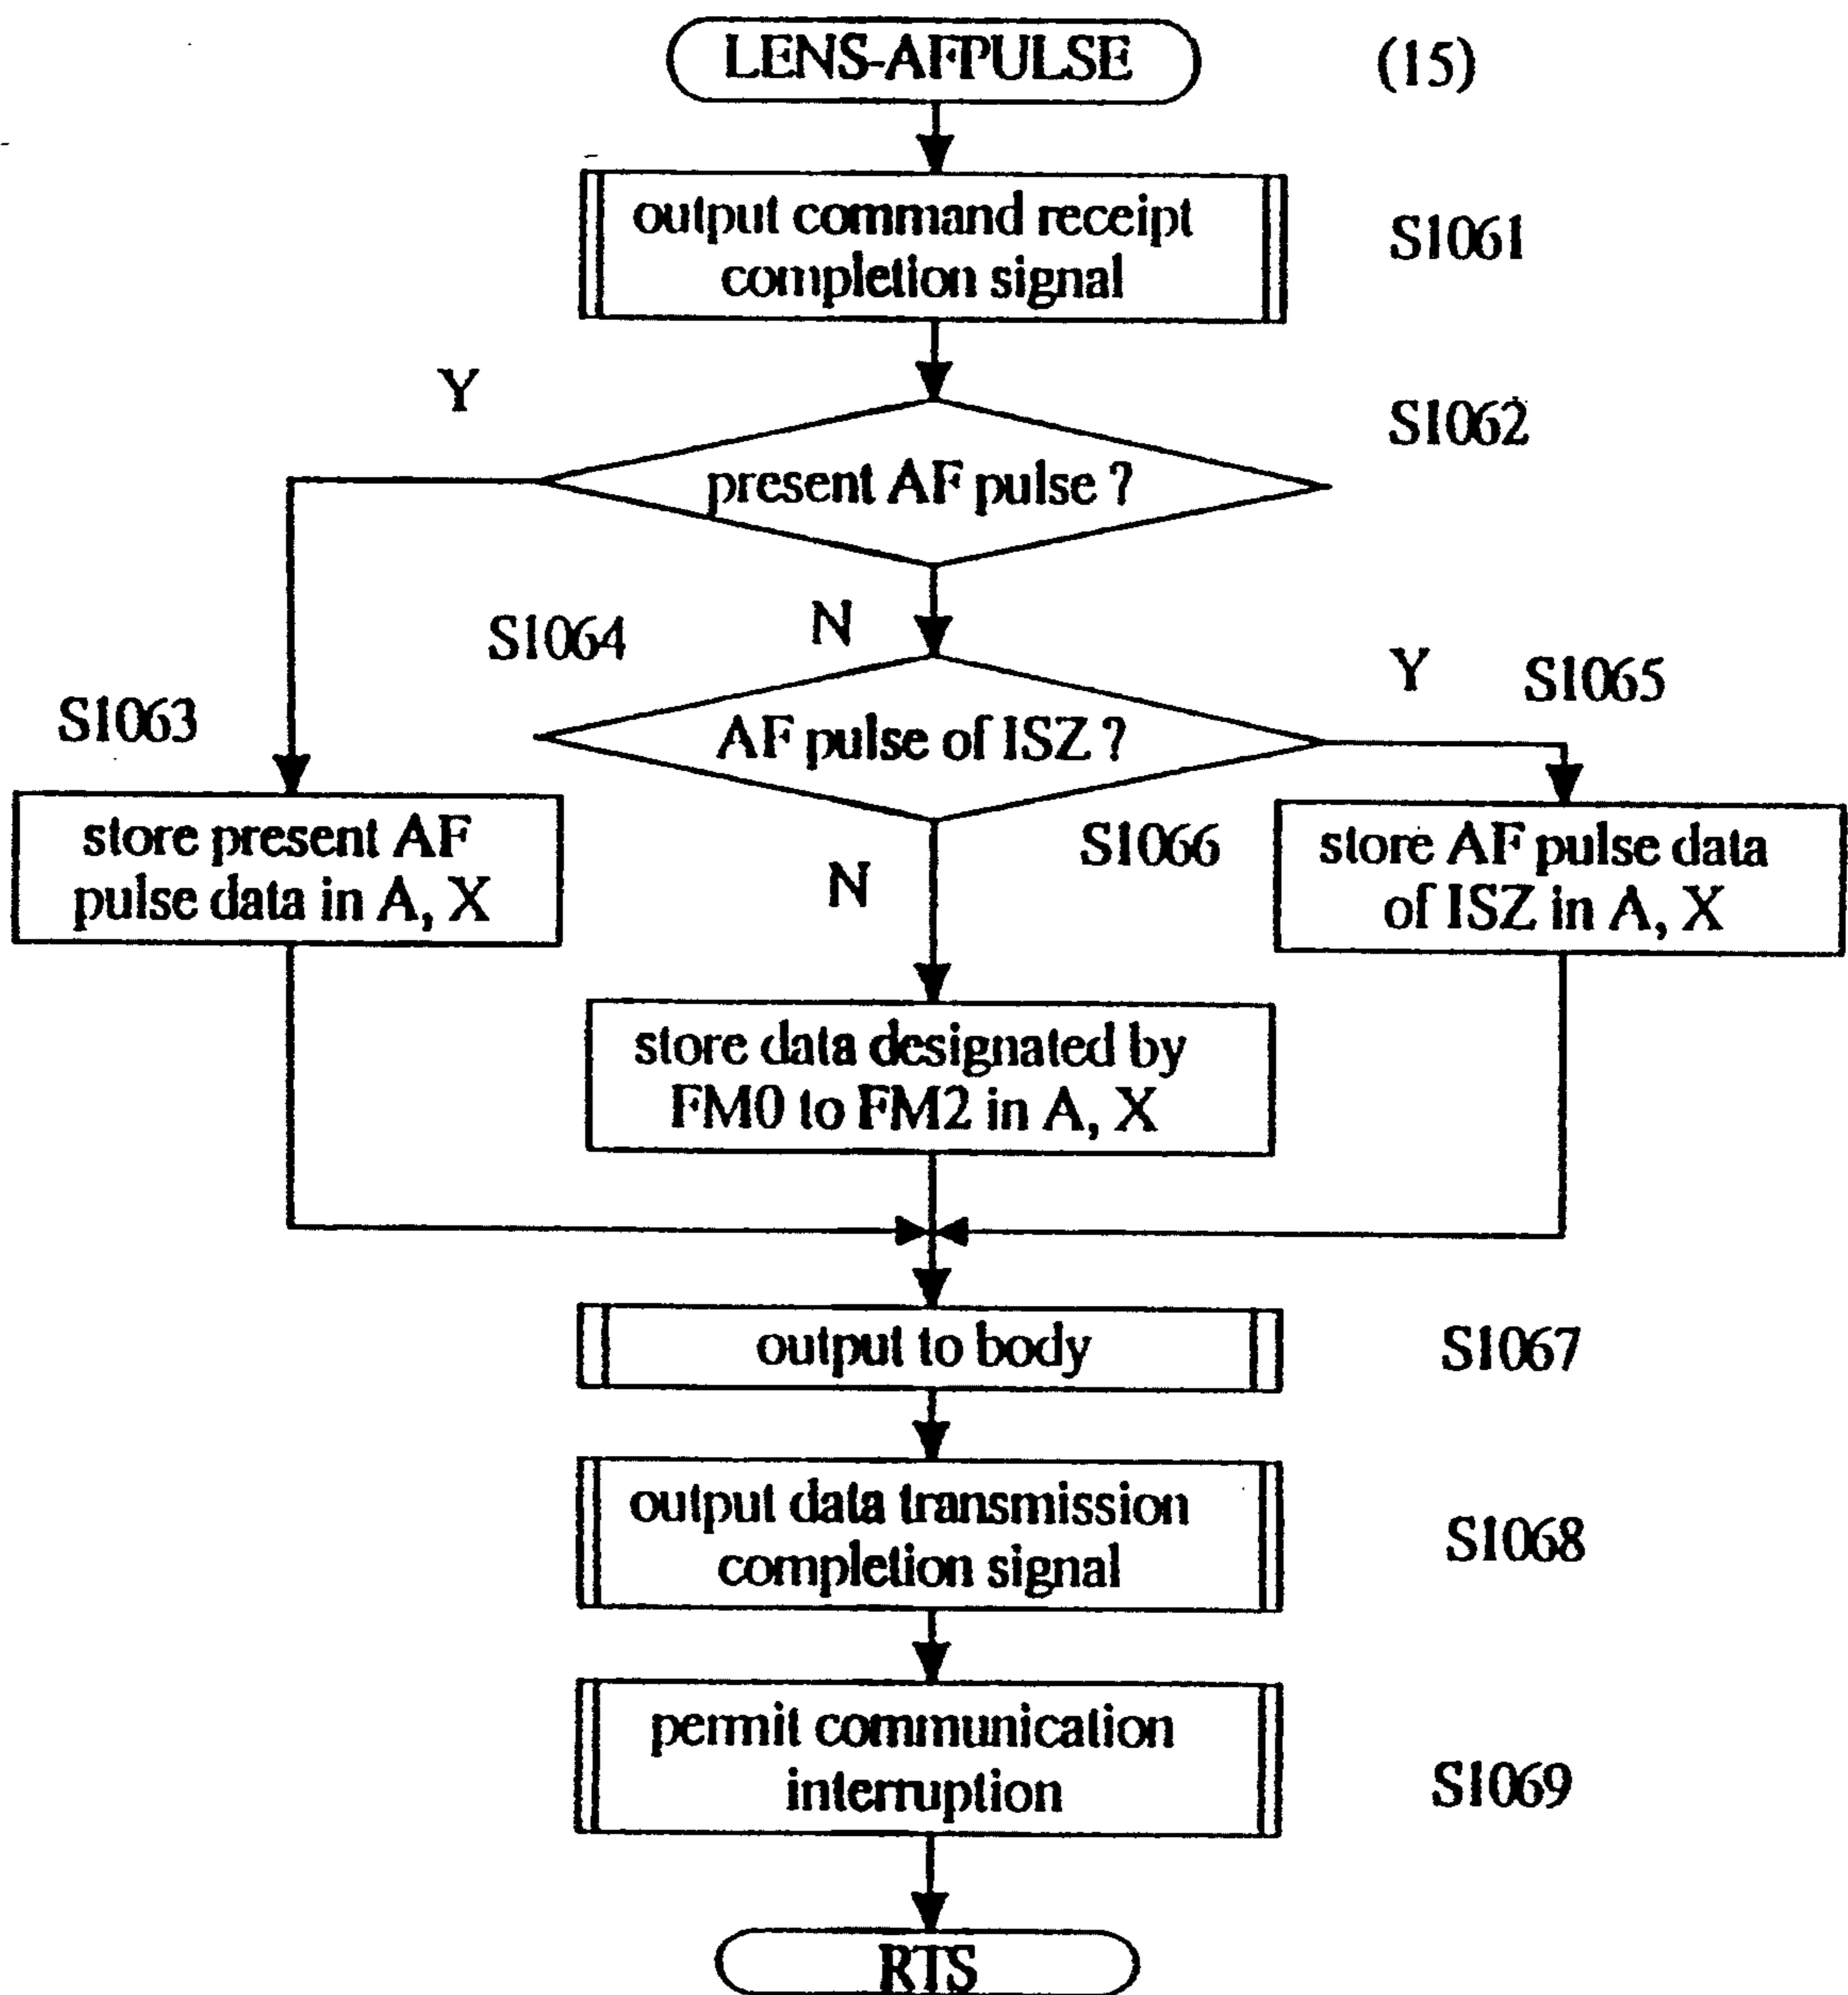 LENS-AFPULSE
(15)
output command receipt
completion signal
S1061
Y
S1062
present AF pulse ?
S1064
N
Y
S1065
S1063
AF pulse of ISZ ?
store present AF
pulse data in A, X
N
S1066
store AF pulse data
of ISZ in A, X
store data designated by
FM0 to FM2 in A, X
output to body
S1067
output data transmission
completion signal
S1068
permit communication
interruption
S1069
RTS